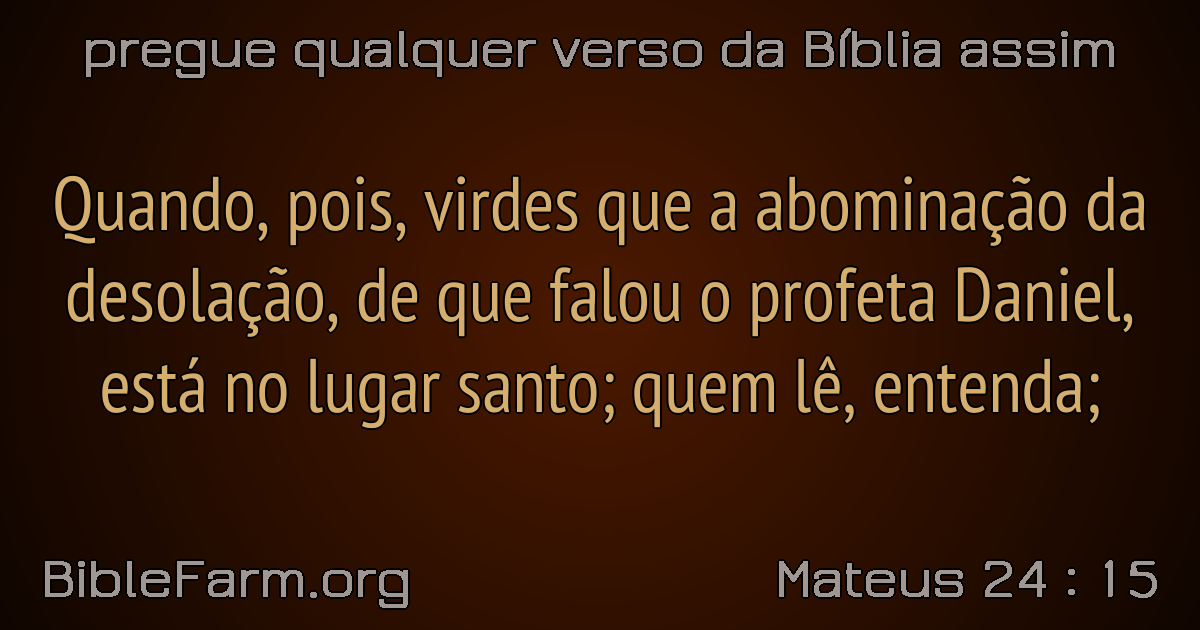 pregue qualquer verso da Bíblia assim
Quando, pois, virdes que a abominação da
desolação, de que falou o profeta Daniel,
está no lugar santo; quem lê, entenda;
BibleFarm.org
Mateus 24 : 15